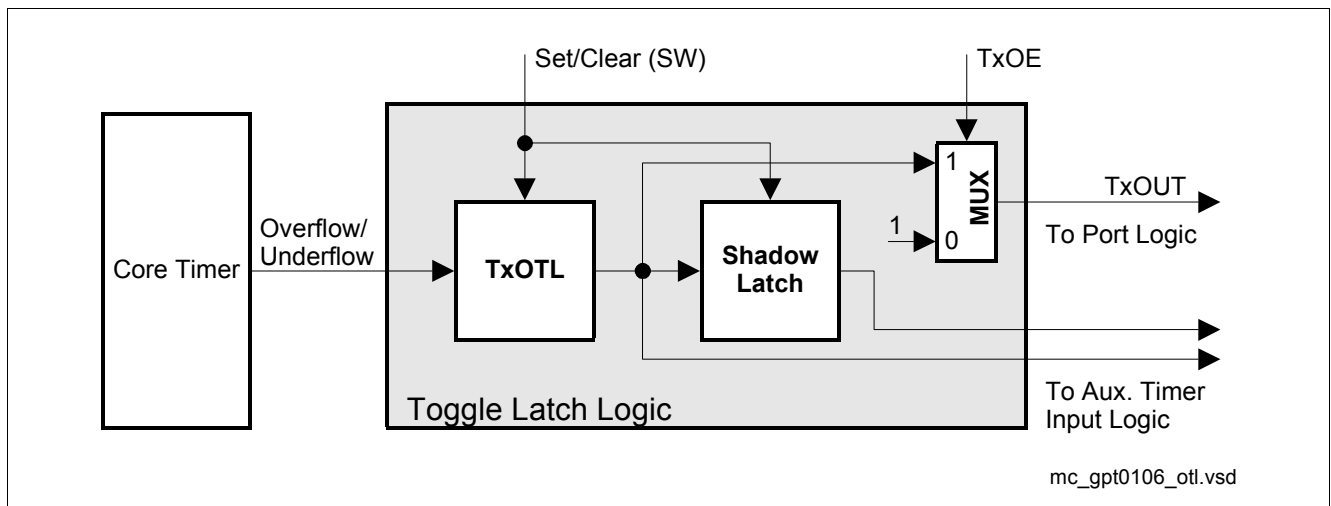 Set/Clear (SW)
TxOE
Core Timer
Overflow/
Underflow
TxOTL
Shadow
Latch
1
1
0
MUX
TxOUT
To Port Logic
To Aux. Timer
Input Logic
Toggle Latch Logic
mc_gpt0106_otl.vsd